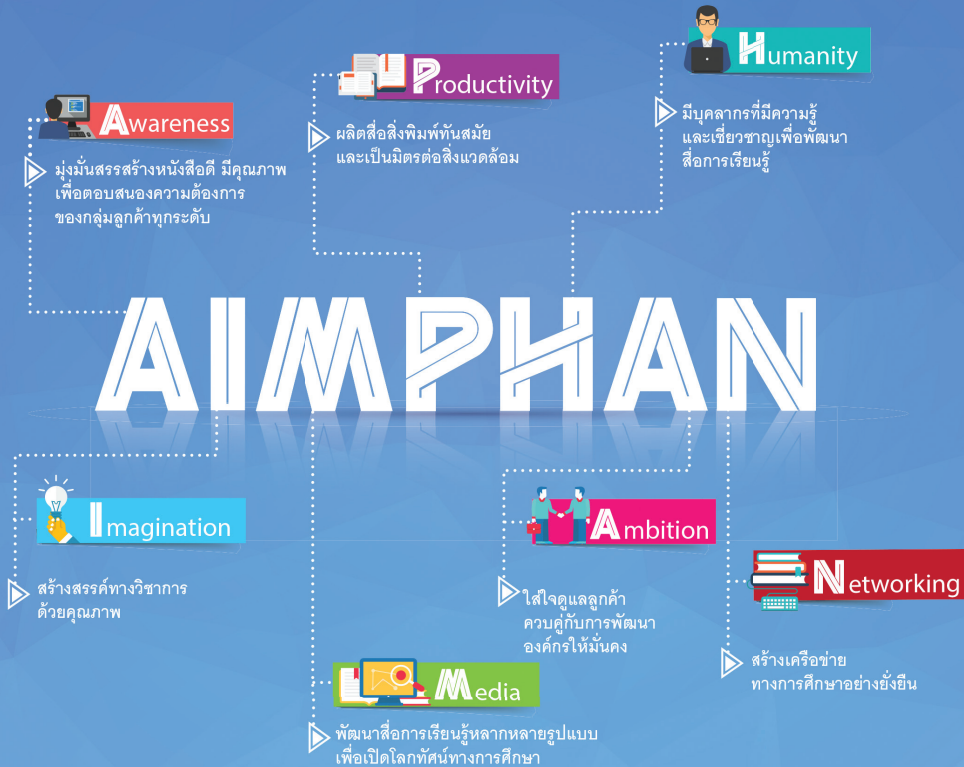 Humanity
มีบุคลากรที่มีความรู้
และเชี่ยวชาญเพื่อพัฒนา
สื่อการเรียนรู้
Productivity
ผลิตสื่อสิ่งพิมพ์ทันสมัย
และเป็นมิตรต่อสิ่งแวดล้อม
Awareness
มุ่งมั่นสรรสร้างหนังสือดี มีคุณภาพ
เพื่อตอบสนองความต้องการ
ของกลุ่มลูกค้าทุกระดับ
AIMPHAN
Imagination
สร้างสรรค์ทางวิชาการ
ด้วยคุณภาพ
Media
พัฒนาสื่อการเรียนรู้หลากหลายรูปแบบ
เพื่อเปิดโลกทัศน์ทางการศึกษา
Ambition
ใส่ใจดูแลลูกค้า
ควบคู่กับการพัฒนา
องค์กรให้มั่นคง
Networking
สร้างเครือข่าย
ทางการศึกษาอย่างยั่งยืน